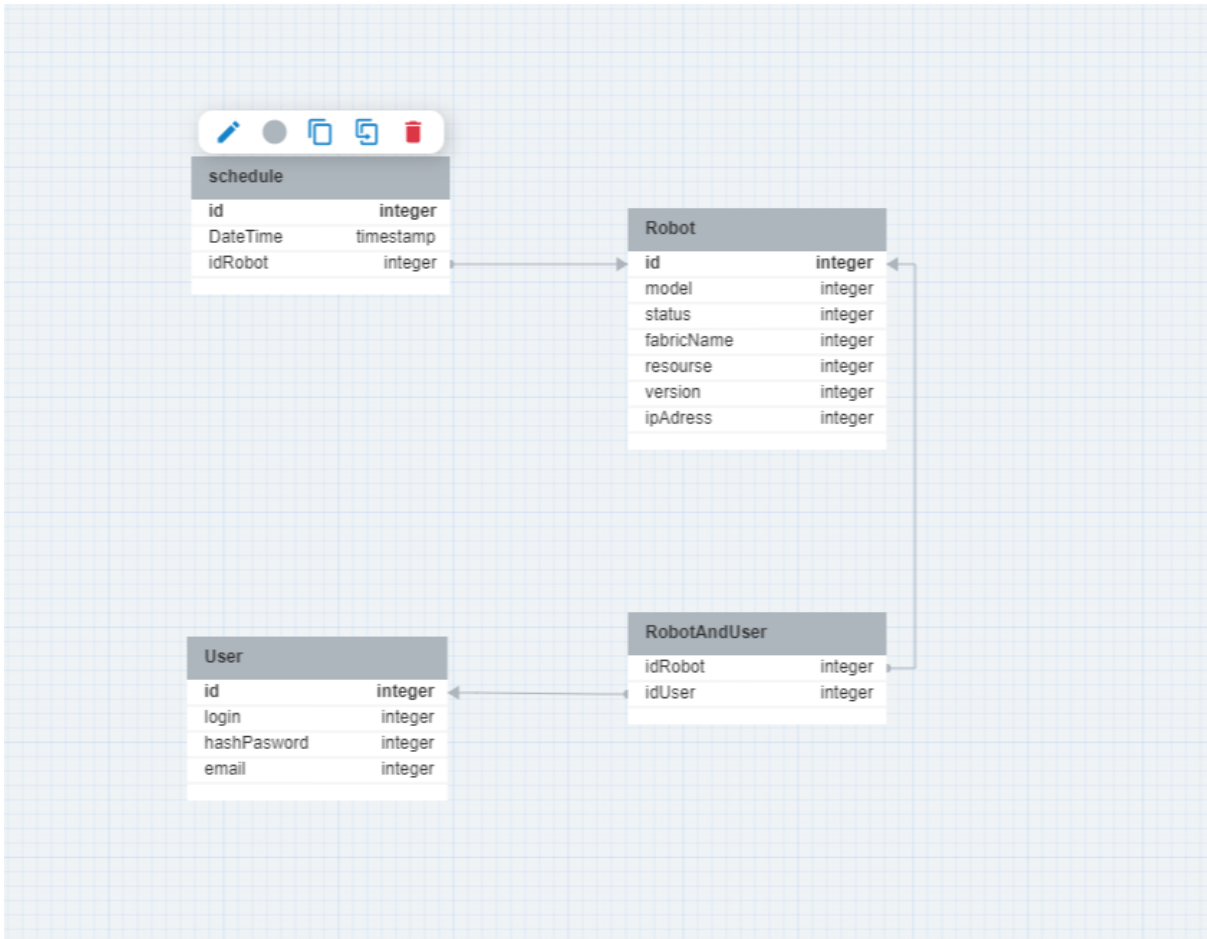 schedule
id integer
DateTime timestamp
idRobot integer
Robot
id integer
model integer
status integer
fabricName integer
resourse integer
version integer
ipAdress integer
User
id integer
login integer
hashPasword integer
email integer
RobotAndUser
idRobot integer
idUser integer